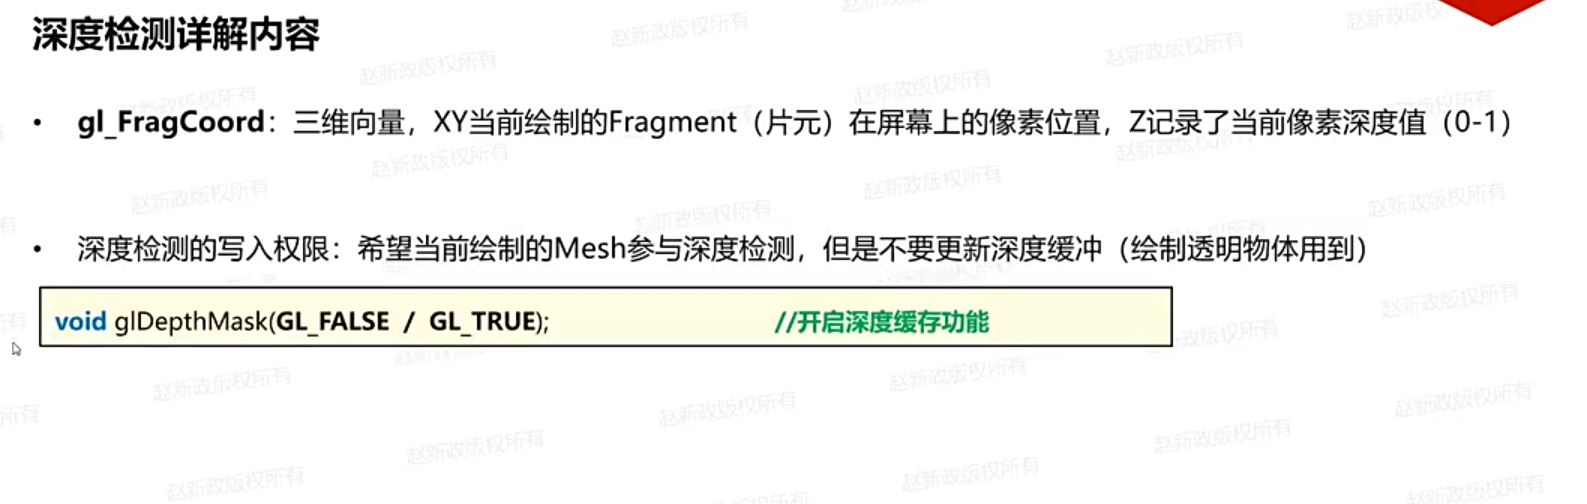 深度检测详解内容
• gl_FragCoord：三维向量，XY当前绘制的Fragment（片元）在屏幕上的像素位置，Z记录了当前像素深度值（0-1）
• 深度检测的写入权限：希望当前绘制的Mesh参与深度检测，但是不要更新深度缓冲（绘制透明物体用到）
void glDepthMask(GL_FALSE / GL_TRUE); //开启深度缓存功能
赵新政版权所有